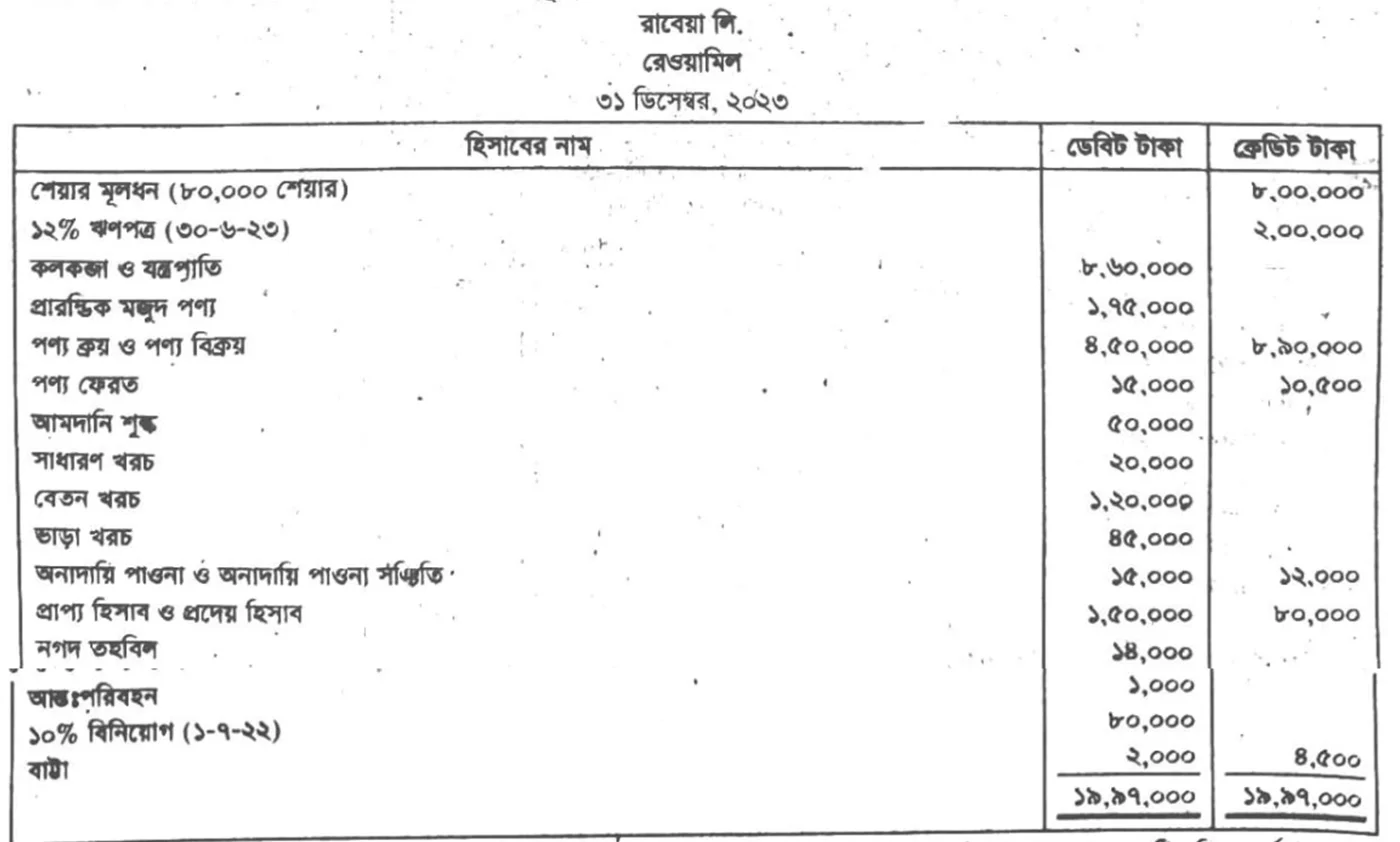 রাবেয়া লি.
রেওয়ামিল
৩১ ডিসেম্বর, ২০২৩
হিসাবের নাম ডেবিট টাকা ক্রেডিট টাকা
শেয়ার মূলধন (৮০,০০০ শেয়ার) ৮,০০,০০০
১২% ঋণপত্র (৩০-৬-২৩) ২,০০,০০০
কলকজা ও যন্ত্রপাতি ৮,৬০,০০০
প্রারম্ভিক মজুদ পণ্য ১,৭৫,০০০
পণ্য ক্রয় ও পণ্য বিক্রয় ৪,৫০,০০০ ৮,৯০,০০০
পণ্য ফেরত ১৫,০০০ ১০,৫০০
আমদানি শুল্ক ৫০,০০০
সাধারণ খরচ ২০,০০০
বেতন খরচ ১,২০,০০০
ভাড়া খরচ ৪৫,০০০
অনাদায়ি পাওনা ও অনাদায়ি পাওনা সঞ্চিতি ১৫,০০০ ১২,০০০
প্রাপ্য হিসাব ও প্রদেয় হিসাব ১,৫০,০০০ ৮০,০০০
নগদ তহবিল ১৪,০০০
আন্তঃপরিবহন ১,০০০
১০% বিনিয়োগ (১-৭-২২) ৮০,০০০
বাট্টা ২,০০০ ৪,৫০০
১৯,৯৭,০০০ ১৯,৯৭,০০০